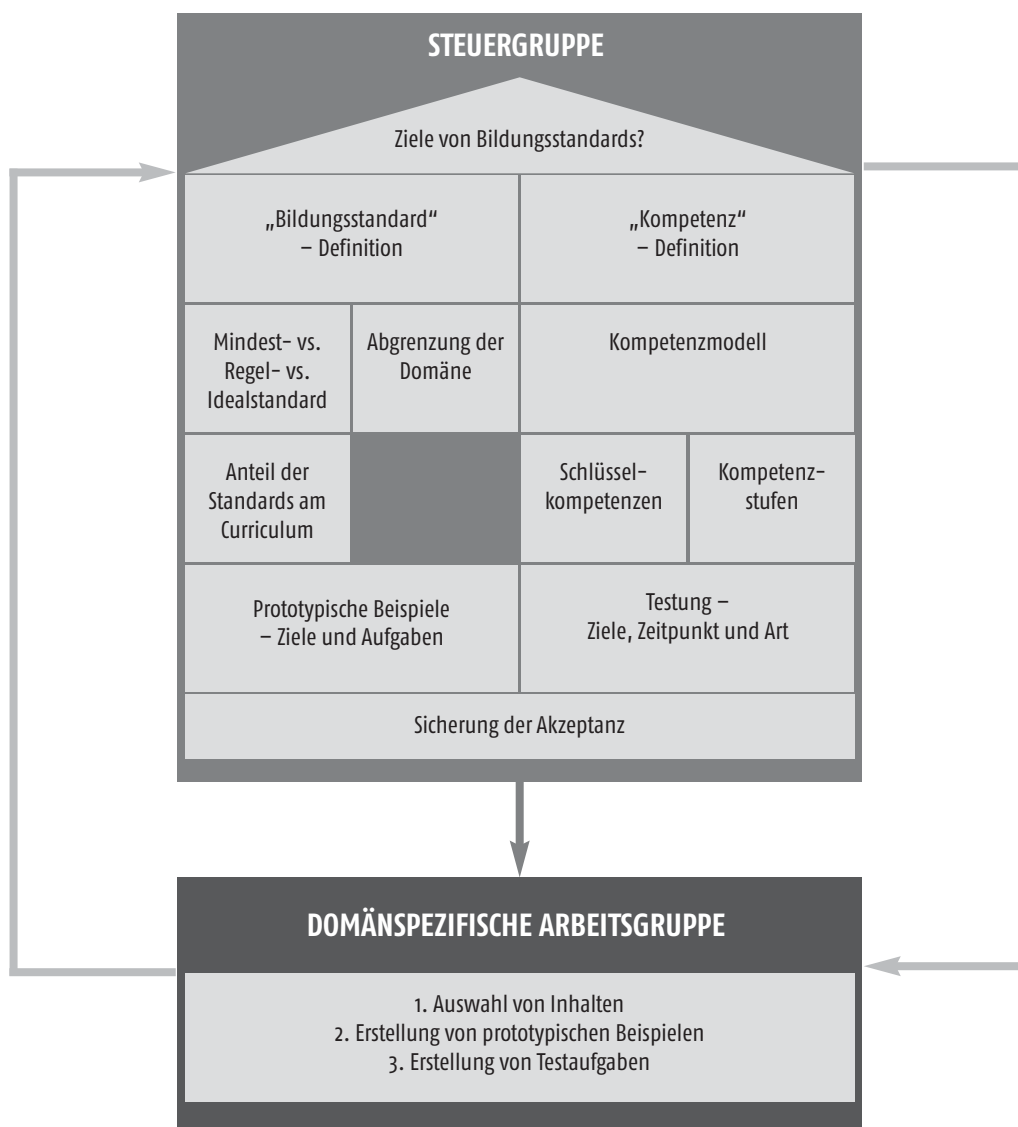 STEUERGRUPPE
Ziele von Bildungsstandards?
„Bildungsstandard“
– Definition
„Kompetenz“
– Definition
Mindest- vs.
Regel- vs.
Idealstandard
Abgrenzung der
Domäne
Kompetenzmodell
Anteil der
Standards am
Curriculum
Schlüssel-
kompetenzen
Kompetenz-
stufen
Prototypische Beispiele
– Ziele und Aufgaben
Testung –
Ziele, Zeitpunkt und Art
Sicherung der Akzeptanz
DOMÄNSPEZIFISCHE ARBEITSGRUPPE
1. Auswahl von Inhalten
2. Erstellung von prototypischen Beispielen
3. Erstellung von Testaufgaben